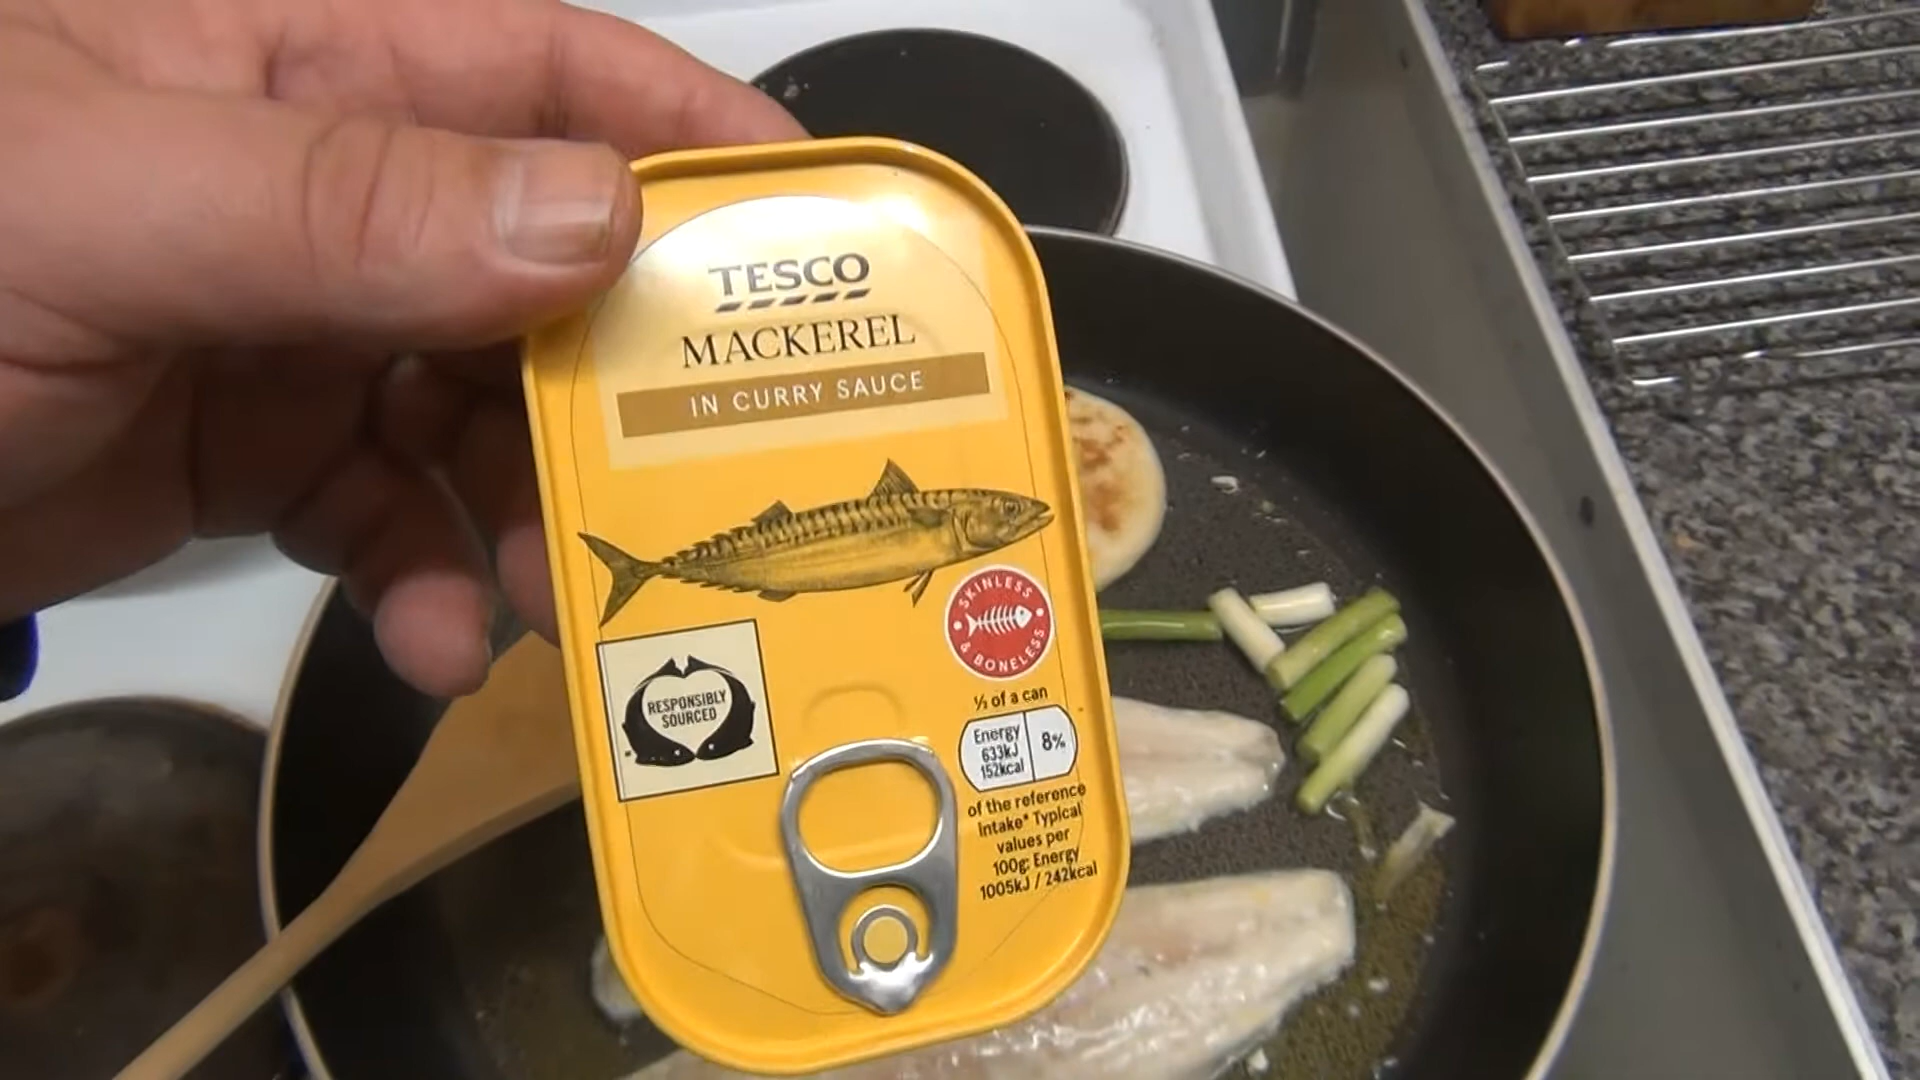 TESCO
MACKEREL
IN CURRY SAUCE
SKINLESS
& BONELESS
RESPONSIBLY
SOURCED
⅓ of a can
Energy
633kJ
152kcal
8%
of the reference
intake* Typical
values per
100g: Energy
1005kJ / 242kcal